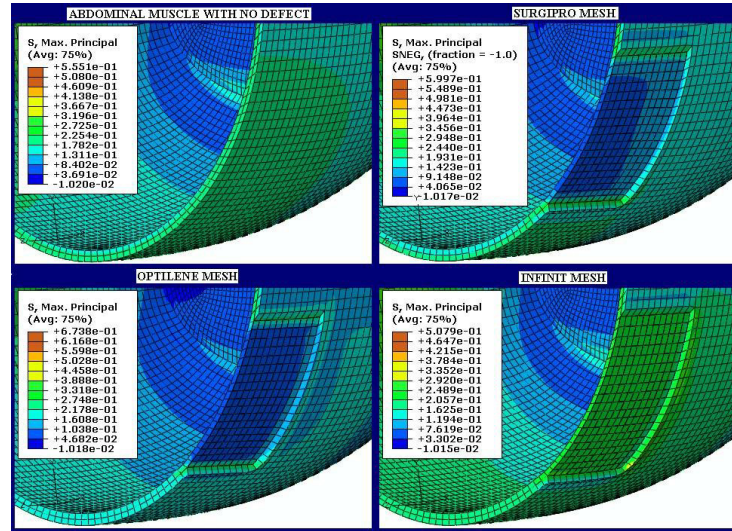 ABDOMINAL MUSCLE WITH NO DEFECT
S, Max. Principal
(Avg: 75%)
+5.551e-01
+5.080e-01
+4.609e-01
+4.138e-01
+3.667e-01
+3.196e-01
+2.725e-01
+2.254e-01
+1.782e-01
+1.311e-01
+8.402e-02
+3.691e-02
-1.020e-02
SURGIPRO MESH
S, Max. Principal
SNEG, (fraction = -1.0)
(Avg: 75%)
+5.997e-01
+5.489e-01
+4.981e-01
+4.473e-01
+3.964e-01
+3.456e-01
+2.948e-01
+2.440e-01
+1.931e-01
+1.423e-01
+9.148e-02
+4.065e-02
-1.017e-02
OPTILENE MESH
S, Max. Principal
(Avg: 75%)
+6.738e-01
+6.168e-01
+5.598e-01
+5.028e-01
+4.458e-01
+3.888e-01
+3.318e-01
+2.748e-01
+2.178e-01
+1.608e-01
+1.038e-01
+4.682e-02
-1.018e-02
INFINIT MESH
S, Max. Principal
(Avg: 75%)
+5.079e-01
+4.647e-01
+4.215e-01
+3.784e-01
+3.352e-01
+2.920e-01
+2.489e-01
+2.057e-01
+1.625e-01
+1.194e-01
+7.619e-02
+3.302e-02
-1.015e-02